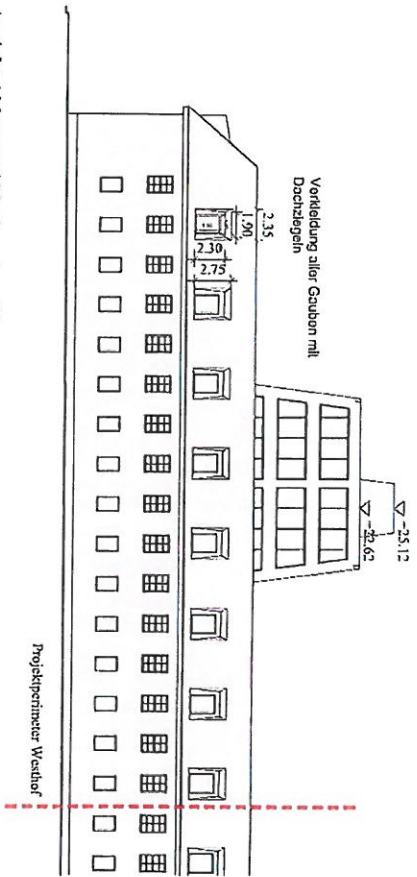 Verkleidung aller Gauben mit
Dachziegeln
2.35
1.90
2.30
2.75
-25.12
-22.62
Projektperimeter Westhof